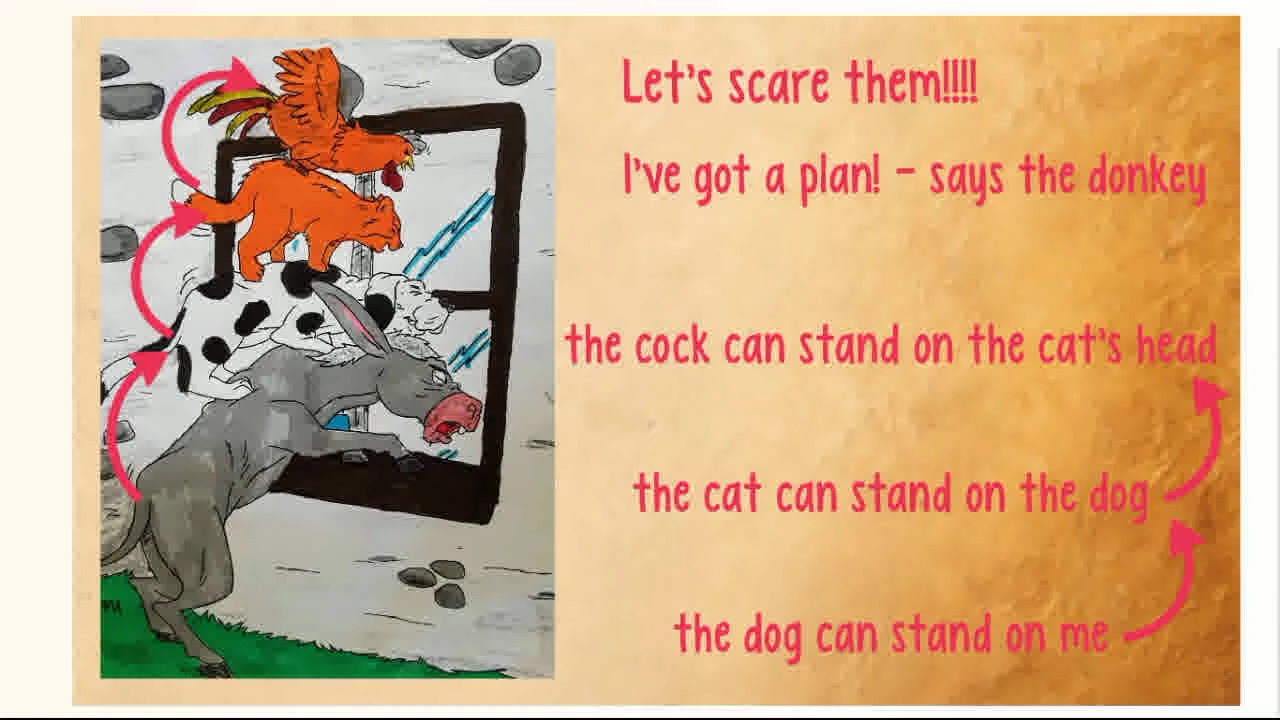 Let's scare them!!!!
I've got a plan! - says the donkey
the cock can stand on the cat's head
the cat can stand on the dog
the dog can stand on me